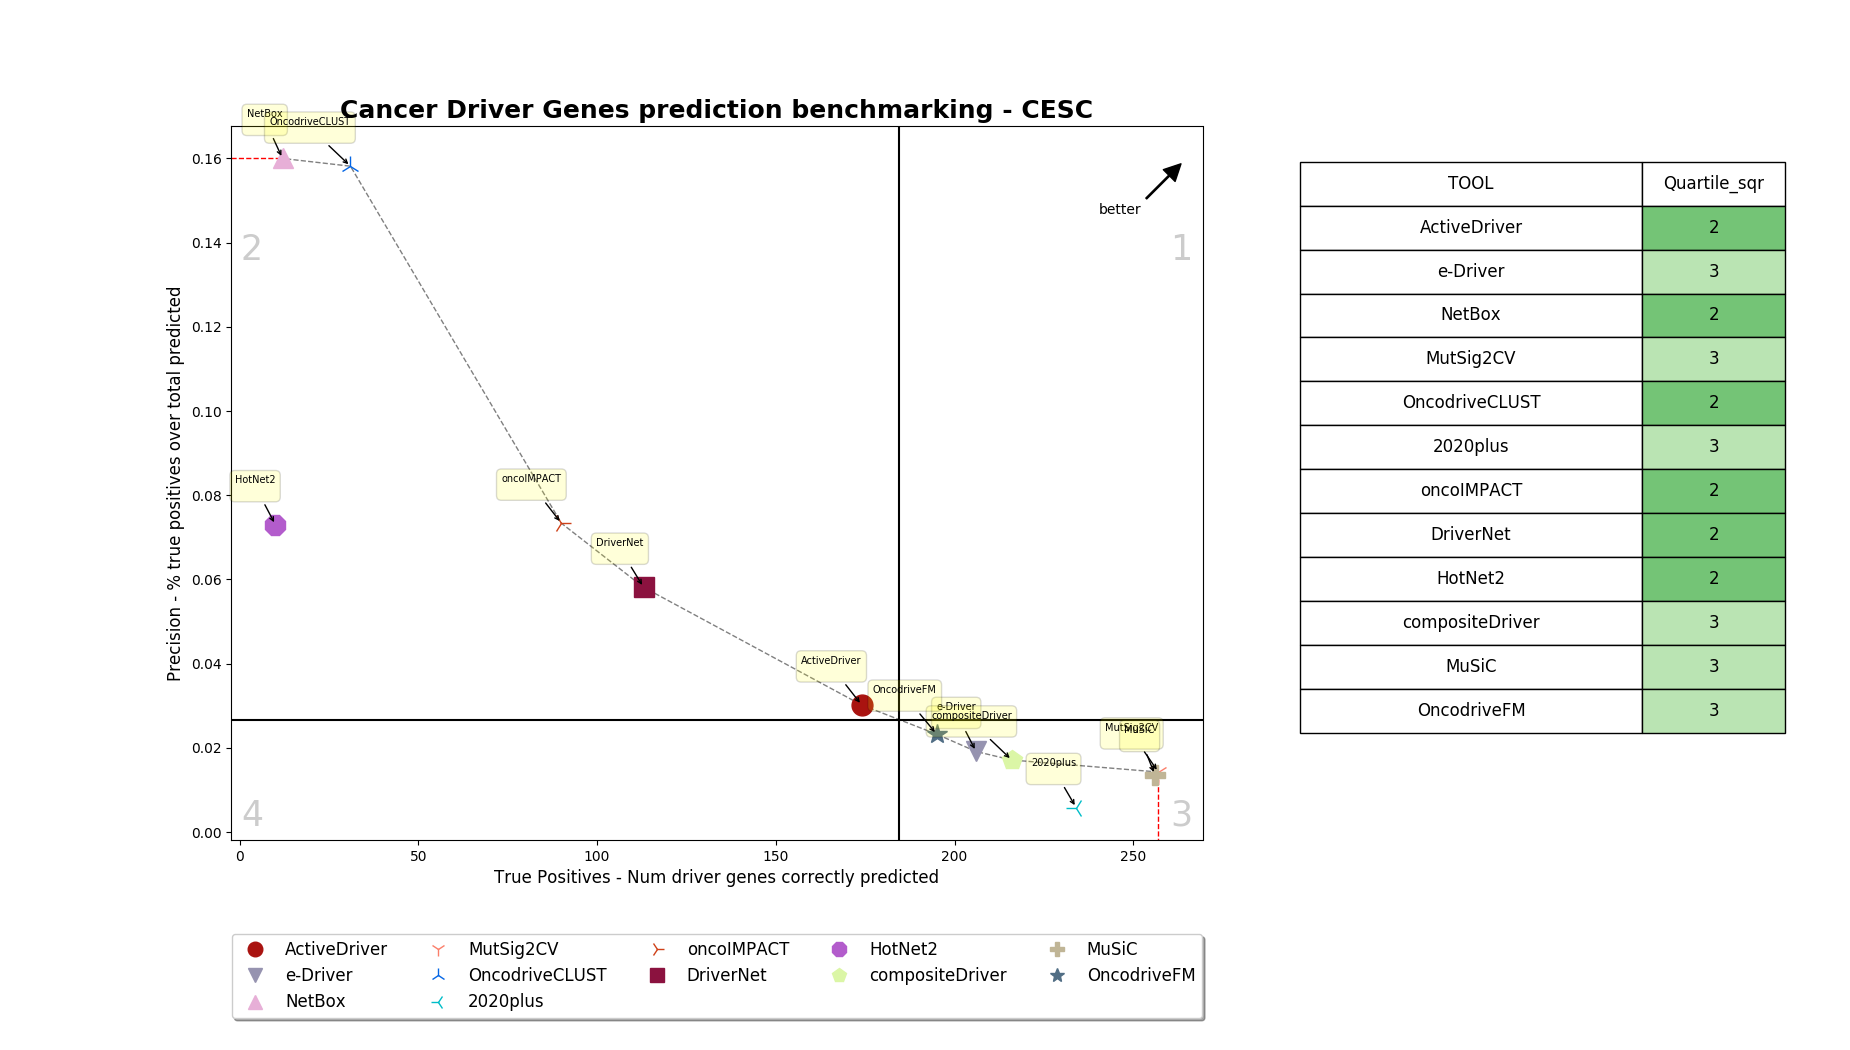 Cancer Driver Genes prediction benchmarking - CESC
NetBox
OncodriveCLUST
better
2
1
HotNet2
oncoIMPACT
DriverNet
ActiveDriver
OncodriveFM
e-Driver
compositeDriver
MutSig2CV
MuSiC
2020plus
4
3
Precision - % true positives over total predicted
0.16
0.14
0.12
0.10
0.08
0.06
0.04
0.02
0.00
0 50 100 150 200 250
True Positives - Num driver genes correctly predicted
ActiveDriver MutSig2CV oncoIMPACT HotNet2 MuSiC
e-Driver OncodriveCLUST DriverNet compositeDriver OncodriveFM
NetBox 2020plus
TOOL Quartile_sqr
ActiveDriver 2
e-Driver 3
NetBox 2
MutSig2CV 3
OncodriveCLUST 2
2020plus 3
oncoIMPACT 2
DriverNet 2
HotNet2 2
compositeDriver 3
MuSiC 3
OncodriveFM 3